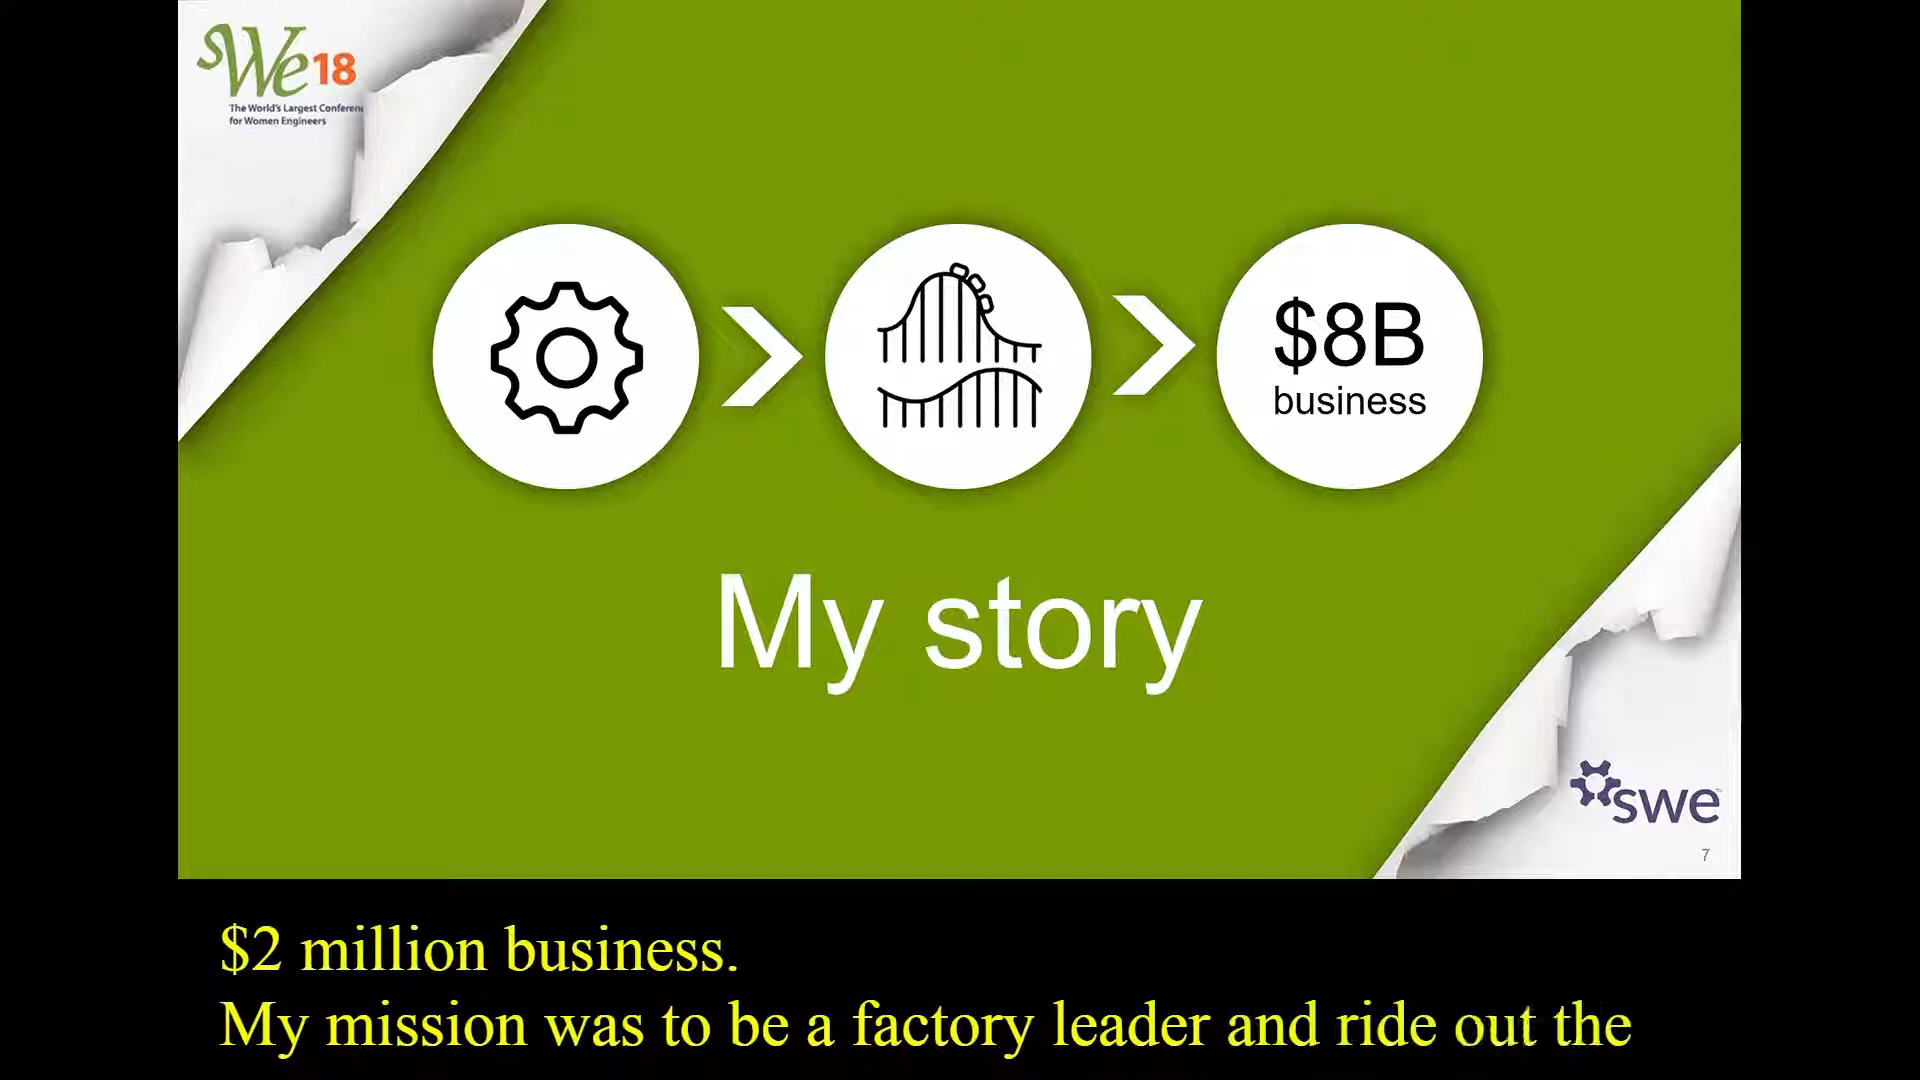 sWe18
The World's Largest Conferen
for Women Engineers
$8B
business
My story
swe
7
$2 million business.
My mission was to be a factory leader and ride out the